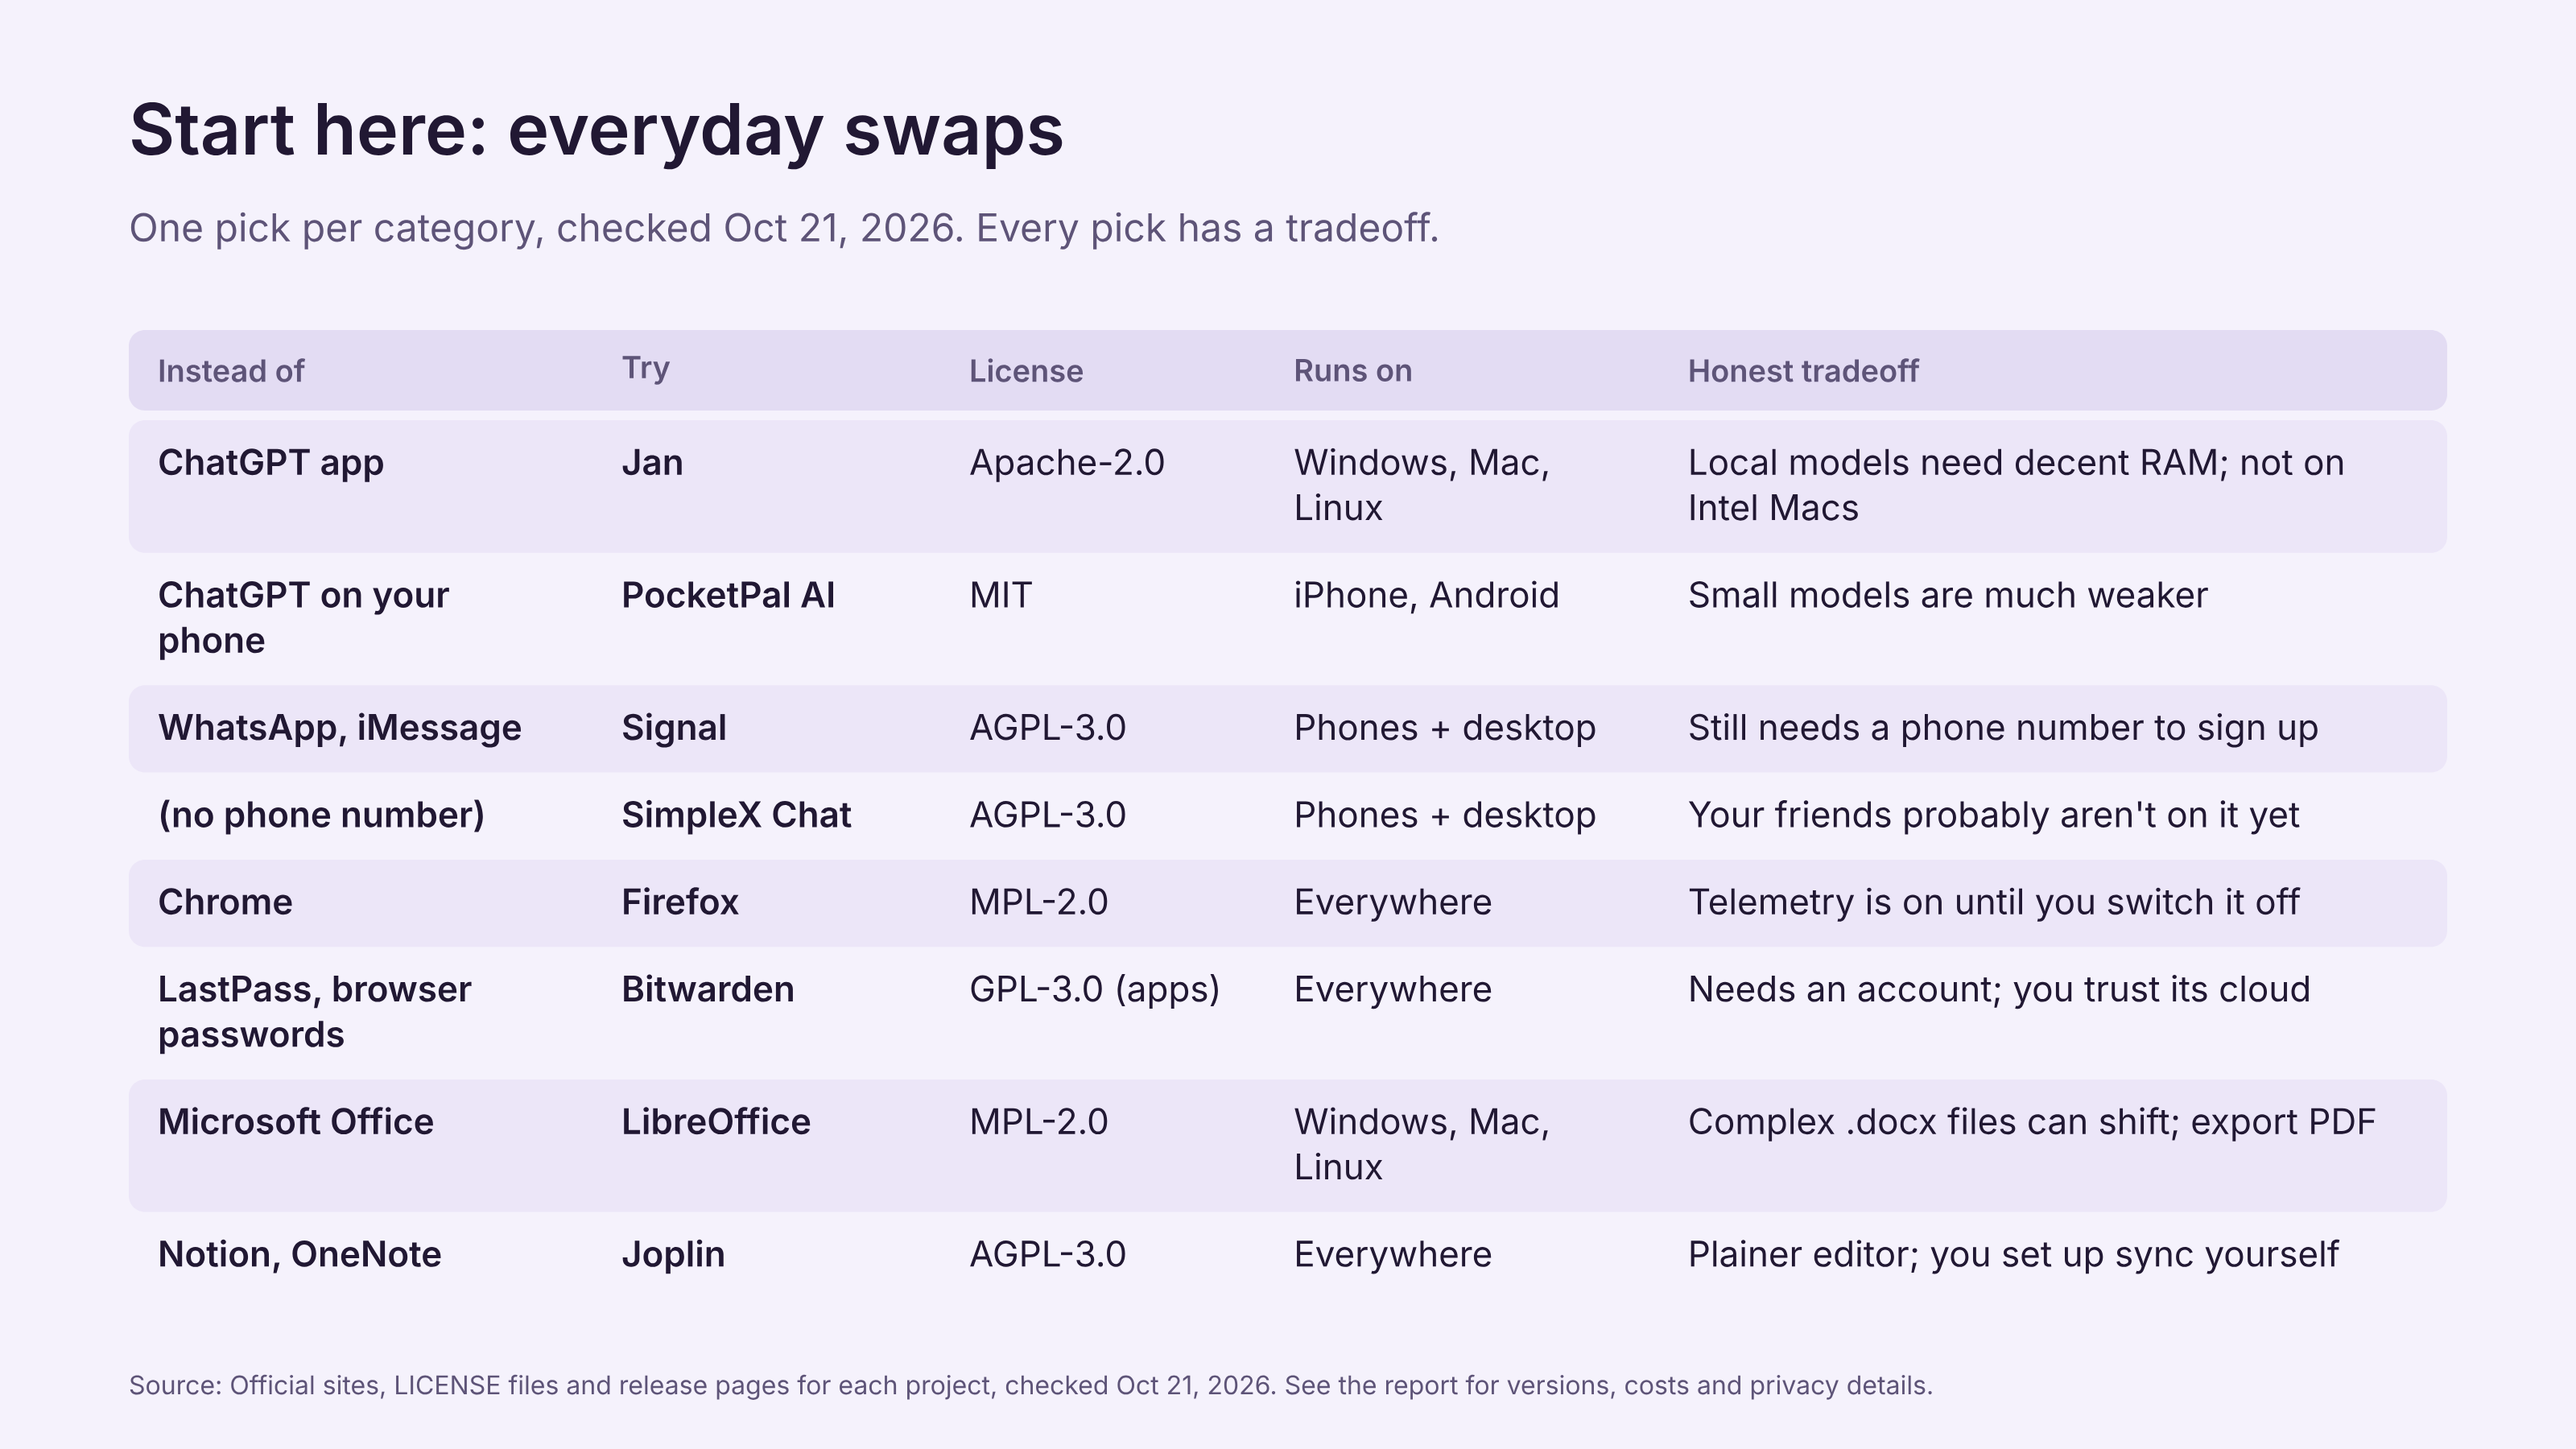 Start here: everyday swaps
One pick per category, checked Oct 21, 2026. Every pick has a tradeoff.
Instead of Try License Runs on Honest tradeoff
ChatGPT app Jan Apache-2.0 Windows, Mac, Local models need decent RAM; not on
Linux Intel Macs
ChatGPT on your PocketPal AI MIT iPhone, Android Small models are much weaker
phone
WhatsApp, iMessage Signal AGPL-3.0 Phones + desktop Still needs a phone number to sign up
(no phone number) SimpleX Chat AGPL-3.0 Phones + desktop Your friends probably aren't on it yet
Chrome Firefox MPL-2.0 Everywhere Telemetry is on until you switch it off
LastPass, browser Bitwarden GPL-3.0 (apps) Everywhere Needs an account; you trust its cloud
passwords
Microsoft Office LibreOffice MPL-2.0 Windows, Mac, Complex .docx files can shift; export PDF
Linux
Notion, OneNote Joplin AGPL-3.0 Everywhere Plainer editor; you set up sync yourself
Source: Official sites, LICENSE files and release pages for each project, checked Oct 21, 2026. See the report for versions, costs and privacy details.